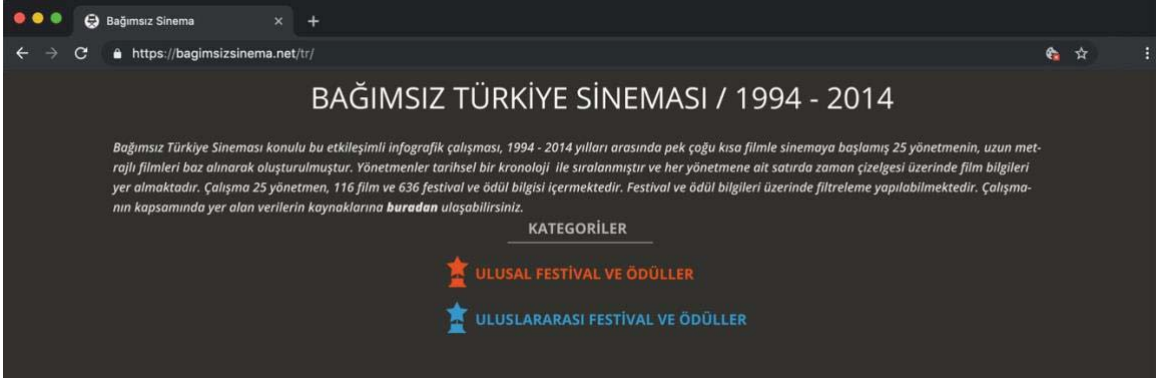 Bağımsız Sinema
https://bagimsizsinema.net/tr/
BAĞIMSIZ TÜRKİYE SİNEMASI / 1994 - 2014
Bağımsız Türkiye Sineması konulu bu etkileşimli infografik çalışması, 1994 - 2014 yılları arasında pek çoğu kısa filmle sinemaya başlamış 25 yönetmenin, uzun met-
rajlı filmleri baz alınarak oluşturulmuştur. Yönetmenler tarihsel bir kronoloji ile sıralanmıştır ve her yönetmene ait satırda zaman çizelgesi üzerinde film bilgileri
yer almaktadır. Çalışma 25 yönetmen, 116 film ve 636 festival ve ödül bilgisi içermektedir. Festival ve ödül bilgileri üzerinde filtreleme yapılabilmektedir. Çalışma-
nın kapsamında yer alan verilerin kaynaklarına buradan ulaşabilirsiniz.
KATEGORİLER
ULUSAL FESTİVAL VE ÖDÜLLER
ULUSLARARASI FESTİVAL VE ÖDÜLLER